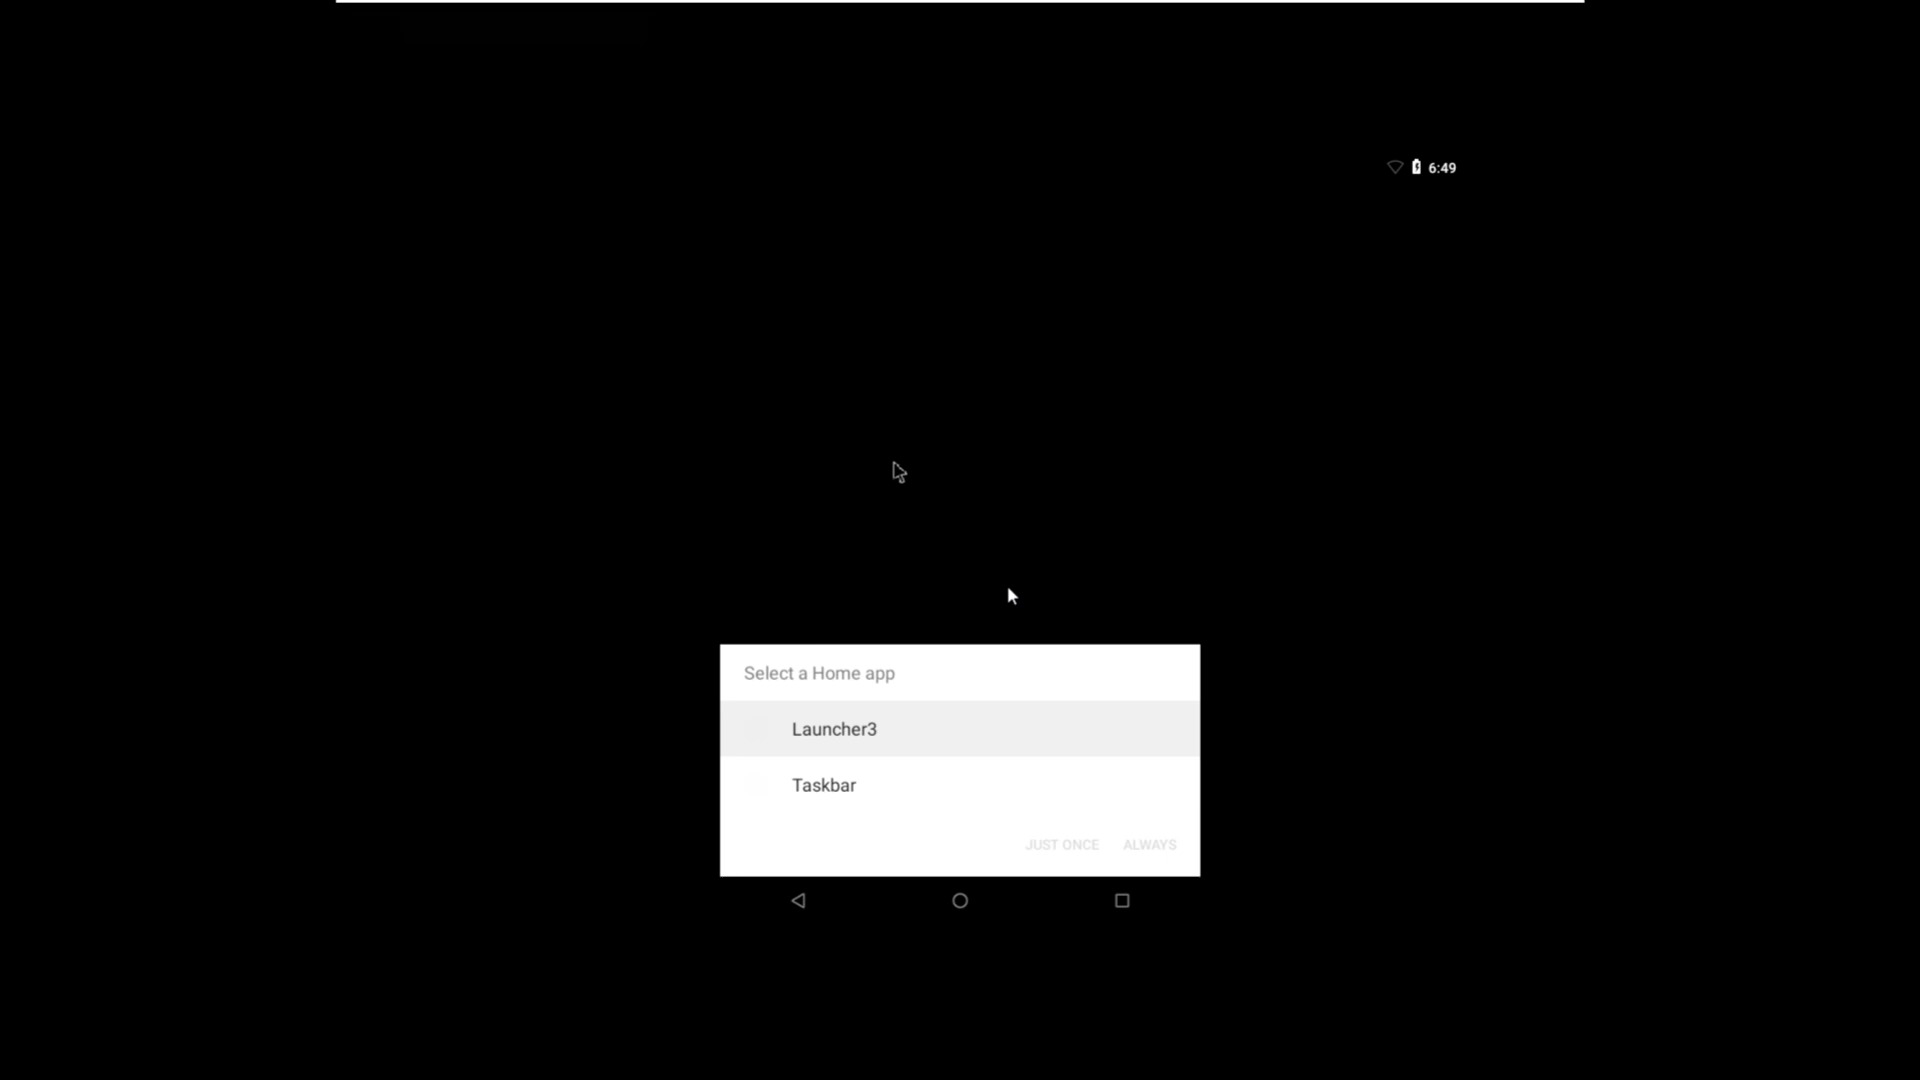 6:49
Select a Home app
Launcher3
Taskbar
JUST ONCE ALWAYS